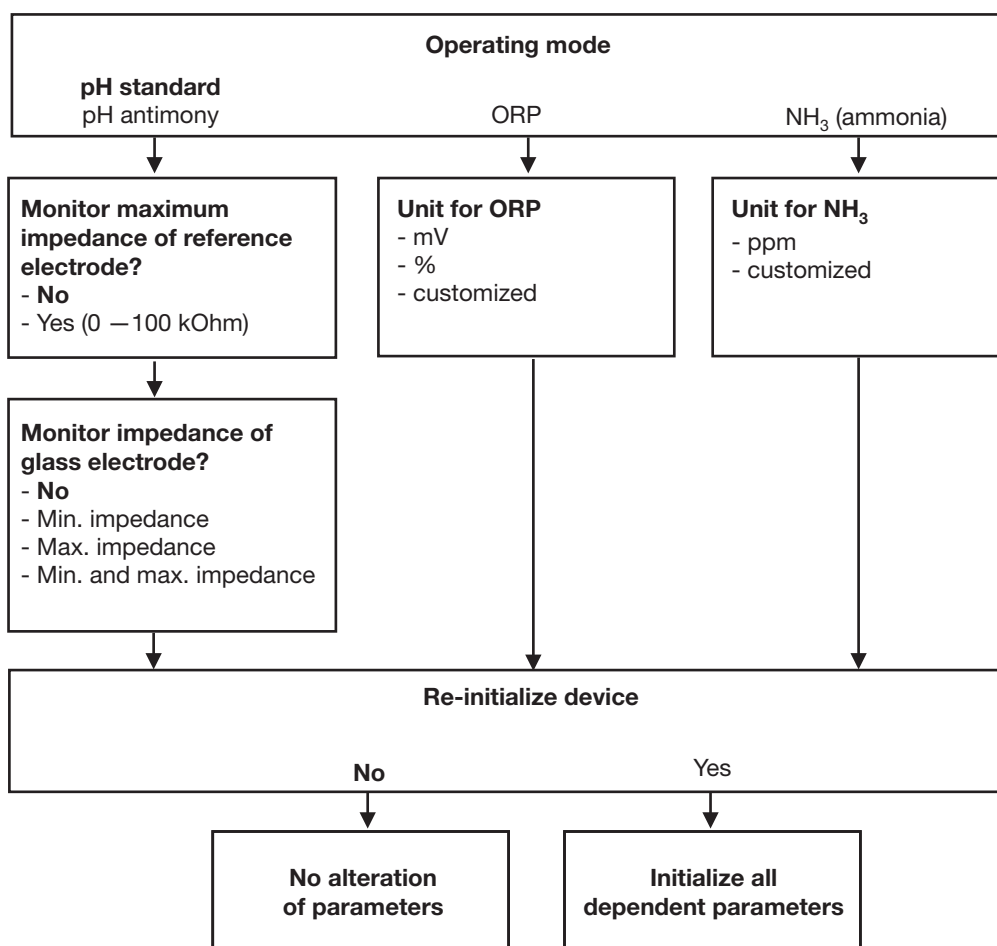 Operating mode
pH standard
pH antimony
ORP
NH₃ (ammonia)
Monitor maximum
impedance of reference
electrode?
- No
- Yes (0 —100 kOhm)
Unit for ORP
- mV
- %
- customized
Unit for NH₃
- ppm
- customized
Monitor impedance of
glass electrode?
- No
- Min. impedance
- Max. impedance
- Min. and max. impedance
Re-initialize device
No
Yes
No alteration
of parameters
Initialize all
dependent parameters